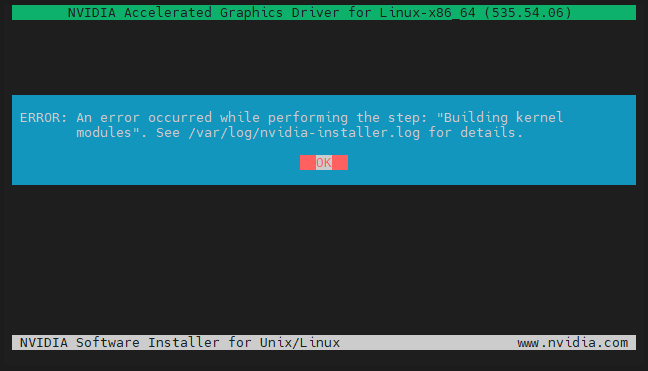 NVIDIA Accelerated Graphics Driver for Linux-x86_64 (535.54.06)
ERROR: An error occurred while performing the step: "Building kernel
modules". See /var/log/nvidia-installer.log for details.
OK
NVIDIA Software Installer for Unix/Linux www.nvidia.com